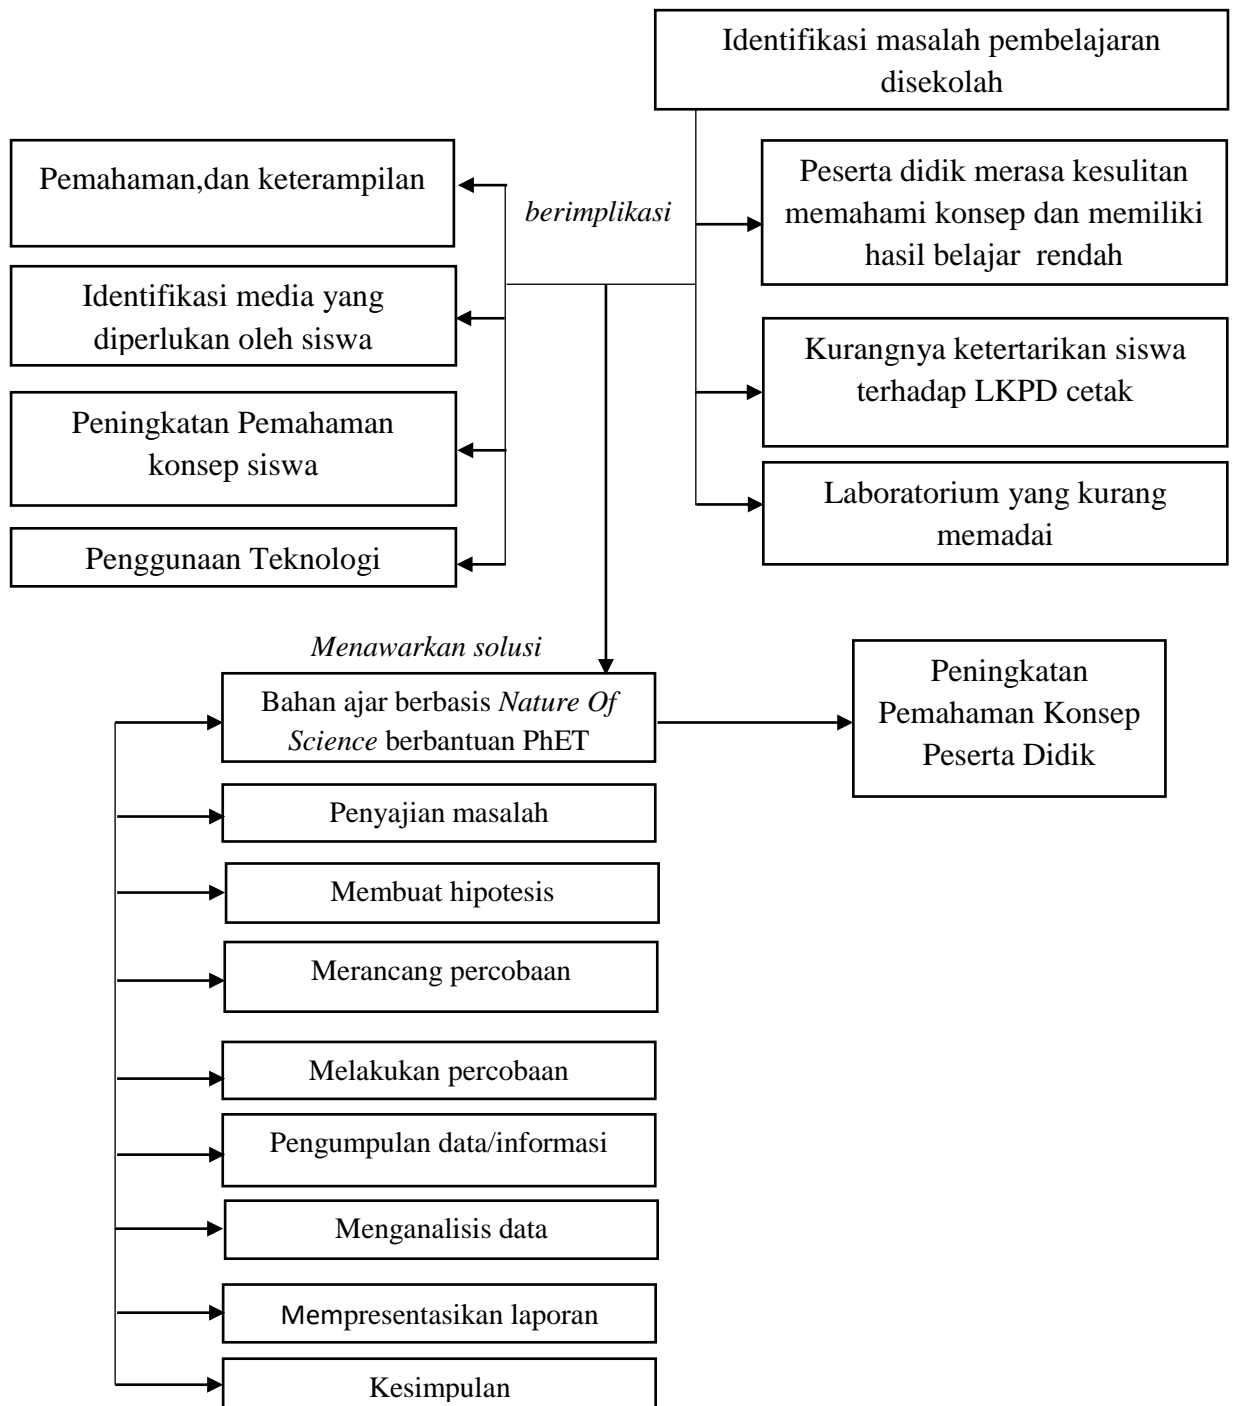 Identifikasi masalah pembelajaran
disekolah
Pemahaman,dan keterampilan
berimplikasi
Peserta didik merasa kesulitan
memahami konsep dan memiliki
hasil belajar rendah
Identifikasi media yang
diperlukan oleh siswa
Kurangnya ketertarikan siswa
terhadap LKPD cetak
Peningkatan Pemahaman
konsep siswa
Laboratorium yang kurang
memadai
Penggunaan Teknologi
Menawarkan solusi
Bahan ajar berbasis Nature Of
Science berbantuan PhET
Peningkatan
Pemahaman Konsep
Peserta Didik
Penyajian masalah
Membuat hipotesis
Merancang percobaan
Melakukan percobaan
Pengumpulan data/informasi
Menganalisis data
Mempresentasikan laporan
Kesimpulan